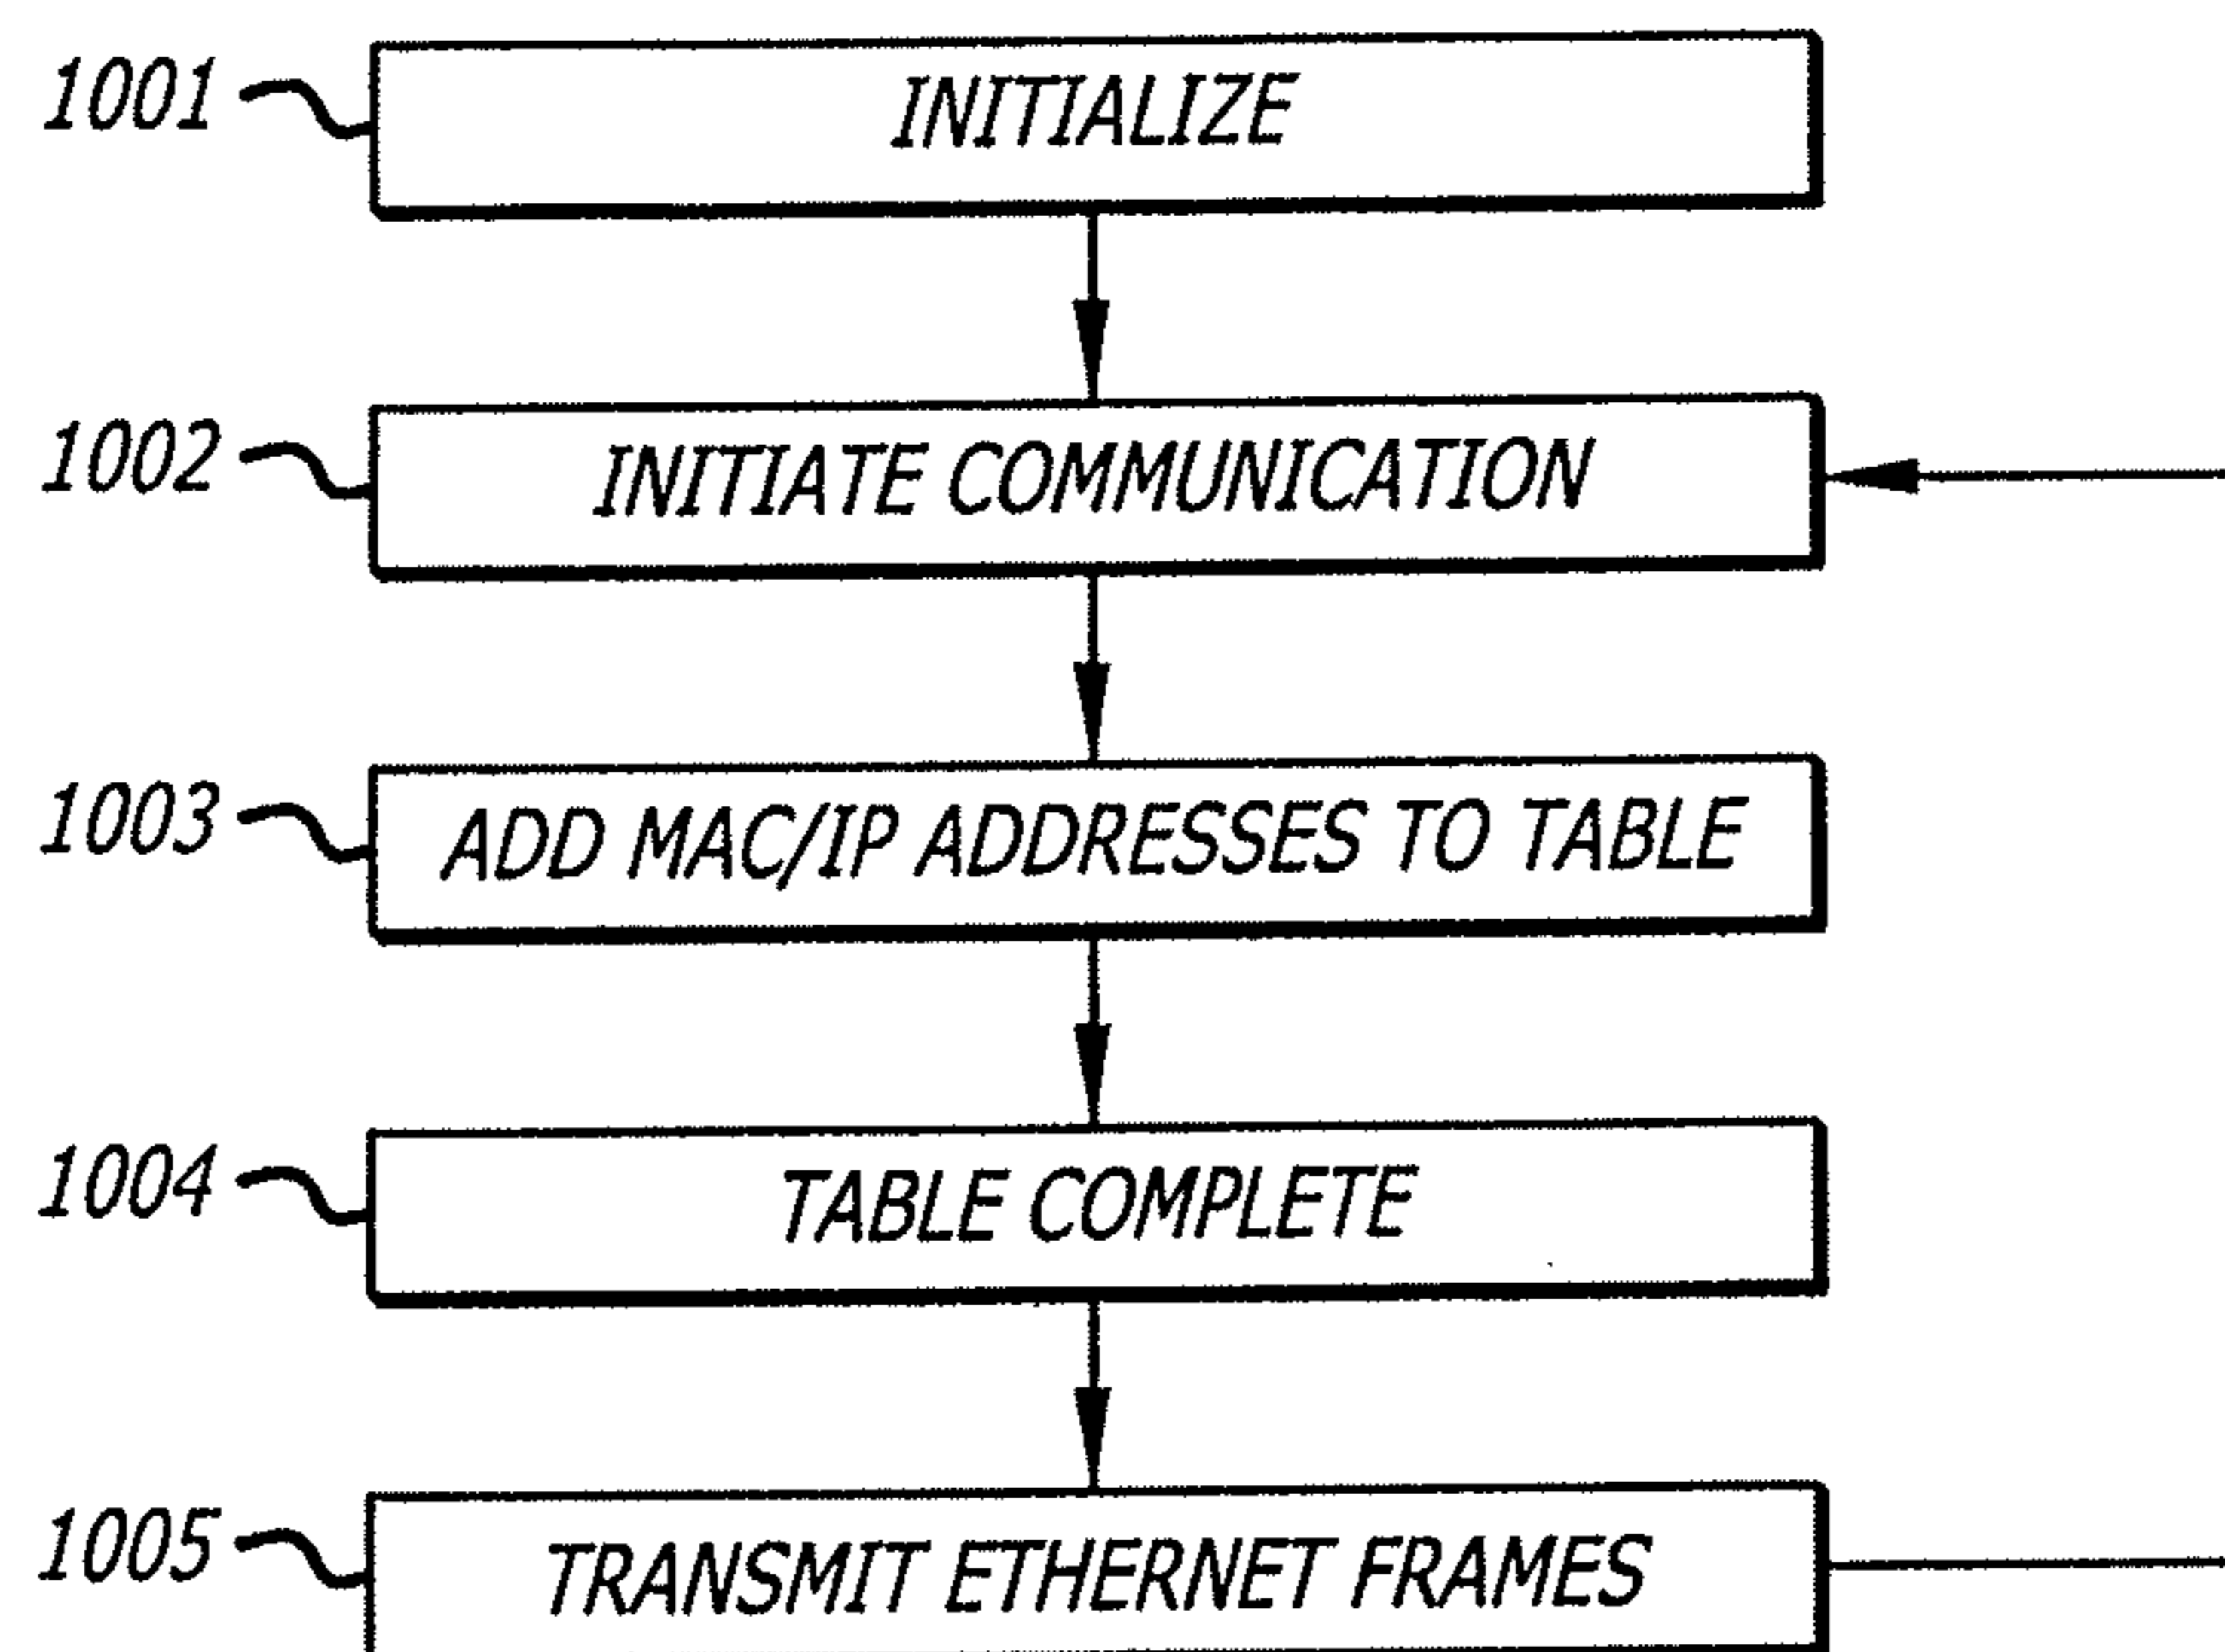 1001 INITIALIZE
1002 INITIATE COMMUNICATION
1003 ADD MAC/IP ADDRESSES TO TABLE
1004 TABLE COMPLETE
1005 TRANSMIT ETHERNET FRAMES